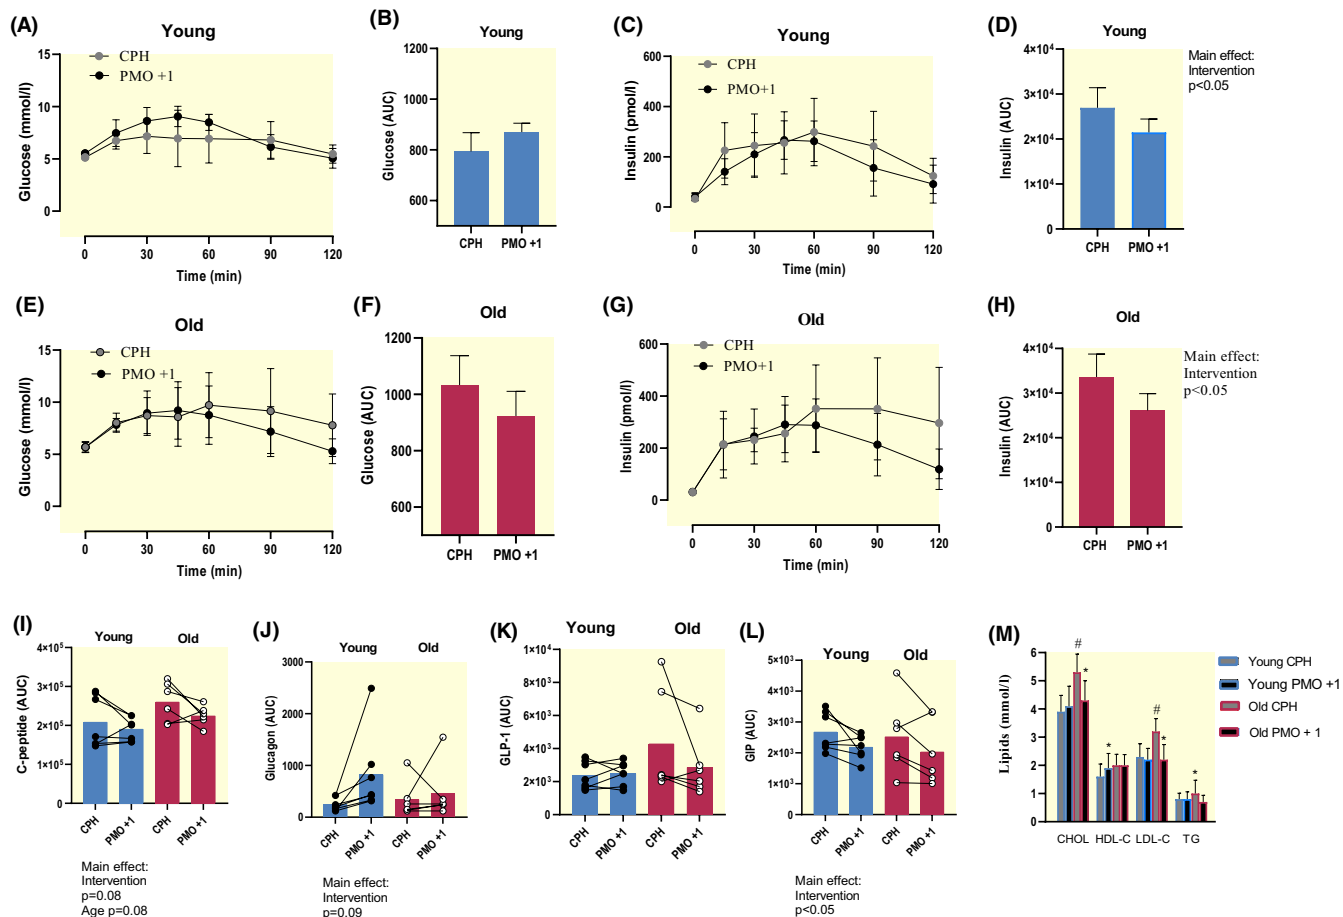 (A)
Young
CPH
PMO +1
15
10
5
0
Glucose (mmol/l)
0 30 60 90 120
Time (min)
(B)
Young
1200
1000
800
600
Glucose (AUC)
CPH PMO +1
(C)
Young
CPH
PMO+1
600
400
200
0
Insulin (pmol/l)
0 30 60 90 120
Time (min)
(D)
Young
4×10⁴
3×10⁴
2×10⁴
1×10⁴
0
Insulin (AUC)
CPH PMO +1
Main effect:
Intervention
p<0.05
(E)
Old
CPH
PMO +1
15
10
5
0
Glucose (mmol/l)
0 30 60 90 120
Time (min)
(F)
Old
1200
1000
800
600
Glucose (AUC)
CPH PMO +1
(G)
Old
CPH
PMO+1
600
400
200
0
Insulin (pmol/l)
0 30 60 90 120
Time (min)
(H)
Old
4×10⁴
3×10⁴
2×10⁴
1×10⁴
0
Insulin (AUC)
CPH PMO +1
Main effect:
Intervention
p<0.05
(I)
Young Old
4×10⁵
3×10⁵
2×10⁵
1×10⁵
0
C-peptide (AUC)
CPH PMO +1 CPH PMO +1
Main effect:
Intervention
p=0.08
Age p=0.08
(J)
Young Old
3000
2000
1000
0
Glucagon (AUC)
CPH PMO +1 CPH PMO +1
Main effect:
Intervention
p=0.09
(K)
Young Old
1×10⁴
8×10³
6×10³
4×10³
2×10³
0
GLP-1 (AUC)
CPH PMO +1 CPH PMO +1
(L)
Young Old
5×10³
4×10³
3×10³
2×10³
1×10³
0
GIP (AUC)
CPH PMO +1 CPH PMO +1
Main effect:
Intervention
p<0.05
(M)
6
5
4
3
2
1
0
Lipids (mmol/l)
# * * # * *
CHOL HDL-C LDL-C TG
Young CPH
Young PMO +1
Old CPH
Old PMO + 1